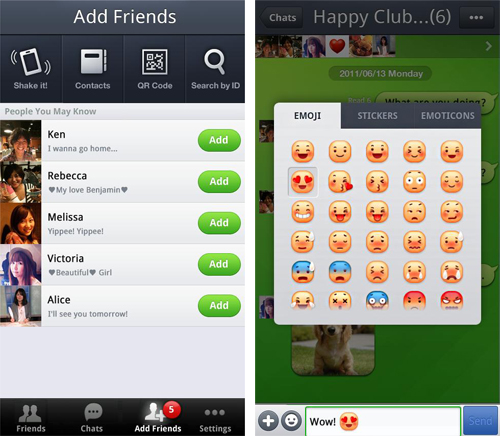 Add Friends
Shake it!
Contacts
QR Code
Search by ID
People You May Know
Ken
I wanna go home...
Add
Rebecca
♥My love Benjamin♥
Add
Melissa
Yippee! Yippee!
Add
Victoria
♥Beautiful♥ Girl
Add
Alice
I'll see you tomorrow!
Add
Friends
Chats
5
Add Friends
Settings
Chats
Happy Club...(6)
2011/06/13 Monday
What are you doing?
EMOJI
STICKERS
EMOTICONS
Wow! 😍
Send